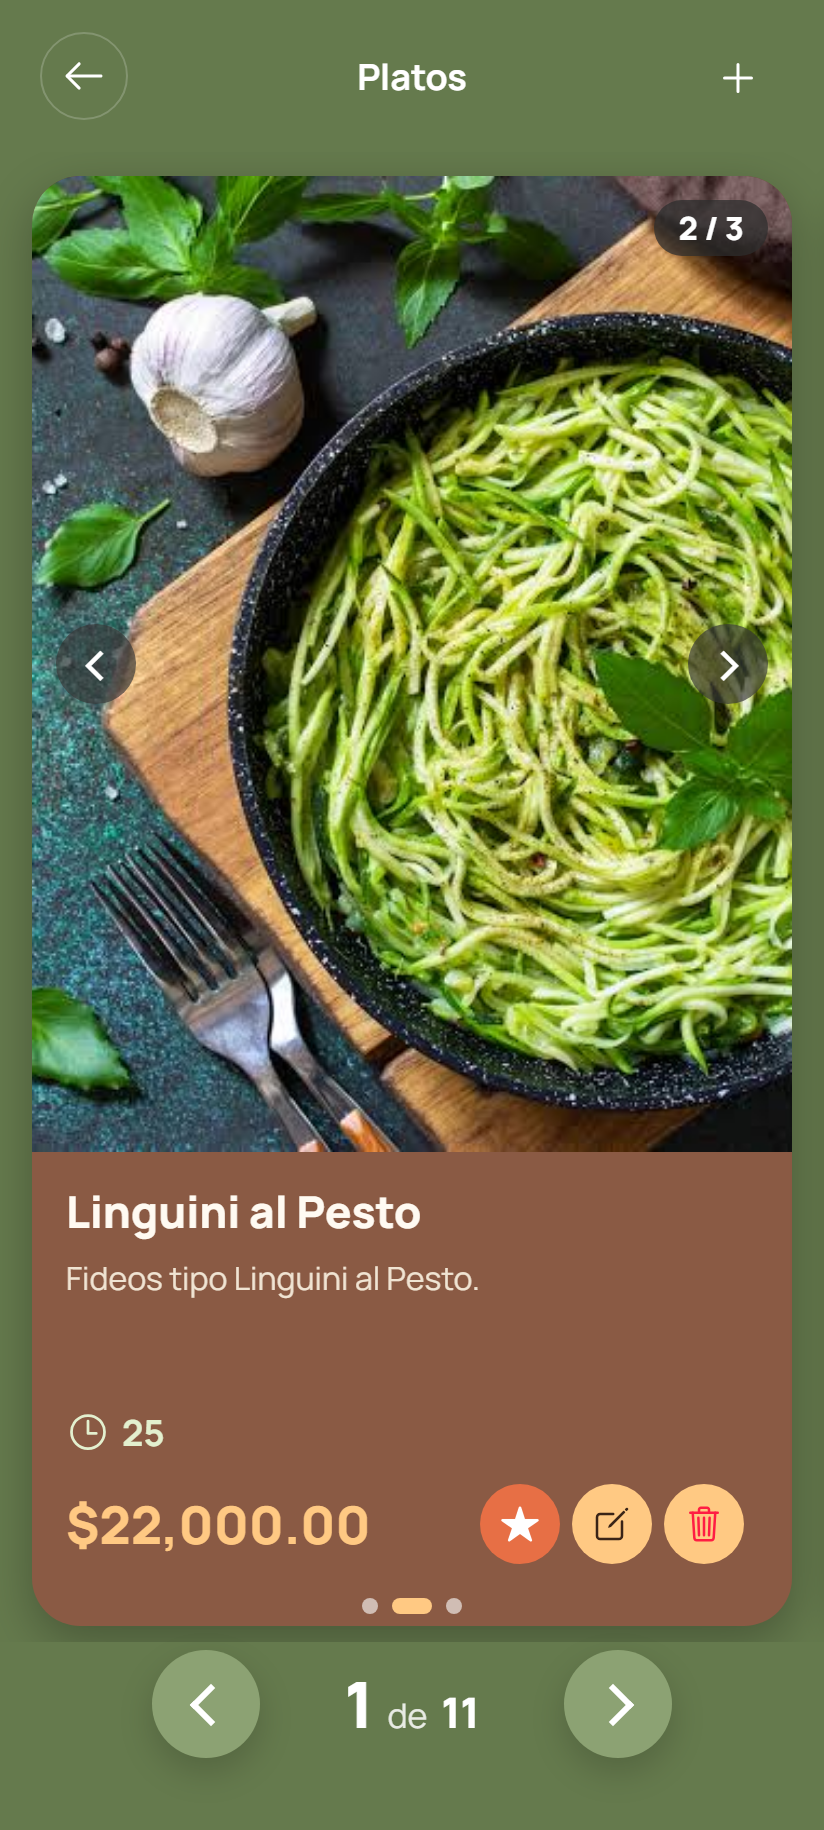 Platos
2 / 3
Linguini al Pesto
Fideos tipo Linguini al Pesto.
25
$22,000.00
1 de 11